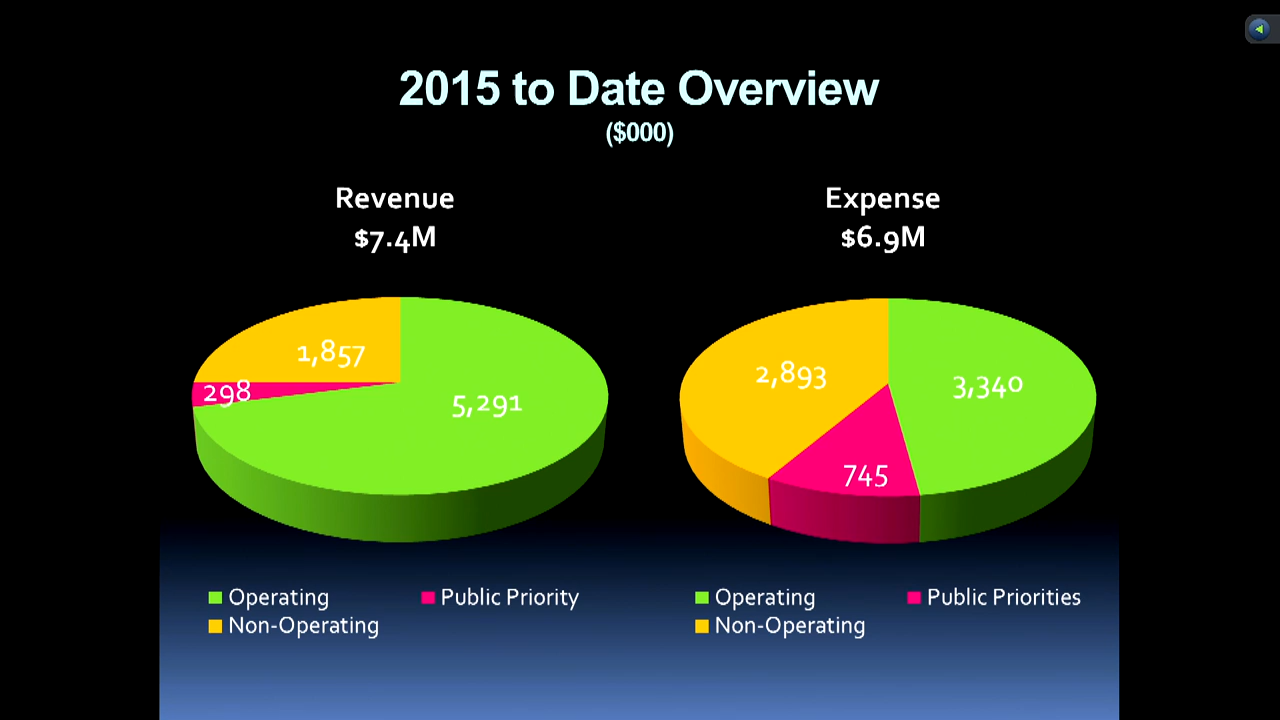 2015 to Date Overview
($000)
Revenue
$7.4M
1,857
298
5,291
Operating
Public Priority
Non-Operating
Expense
$6.9M
2,893
3,340
745
Operating
Public Priorities
Non-Operating